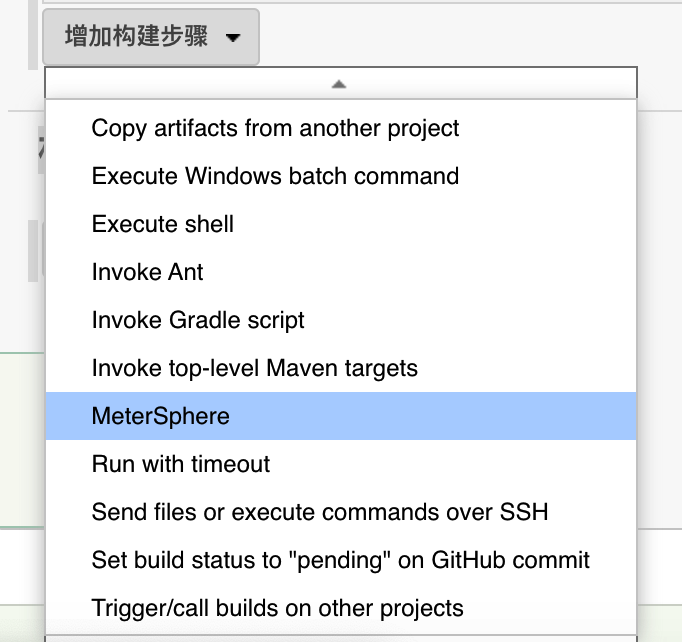 增加构建步骤
Copy artifacts from another project
Execute Windows batch command
Execute shell
Invoke Ant
Invoke Gradle script
Invoke top-level Maven targets
MeterSphere
Run with timeout
Send files or execute commands over SSH
Set build status to "pending" on GitHub commit
Trigger/call builds on other projects